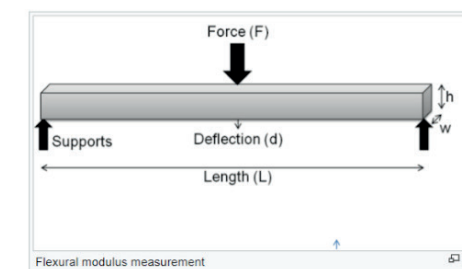 Force (F)
h
w
Supports
Deflection (d)
Length (L)
Flexural modulus measurement